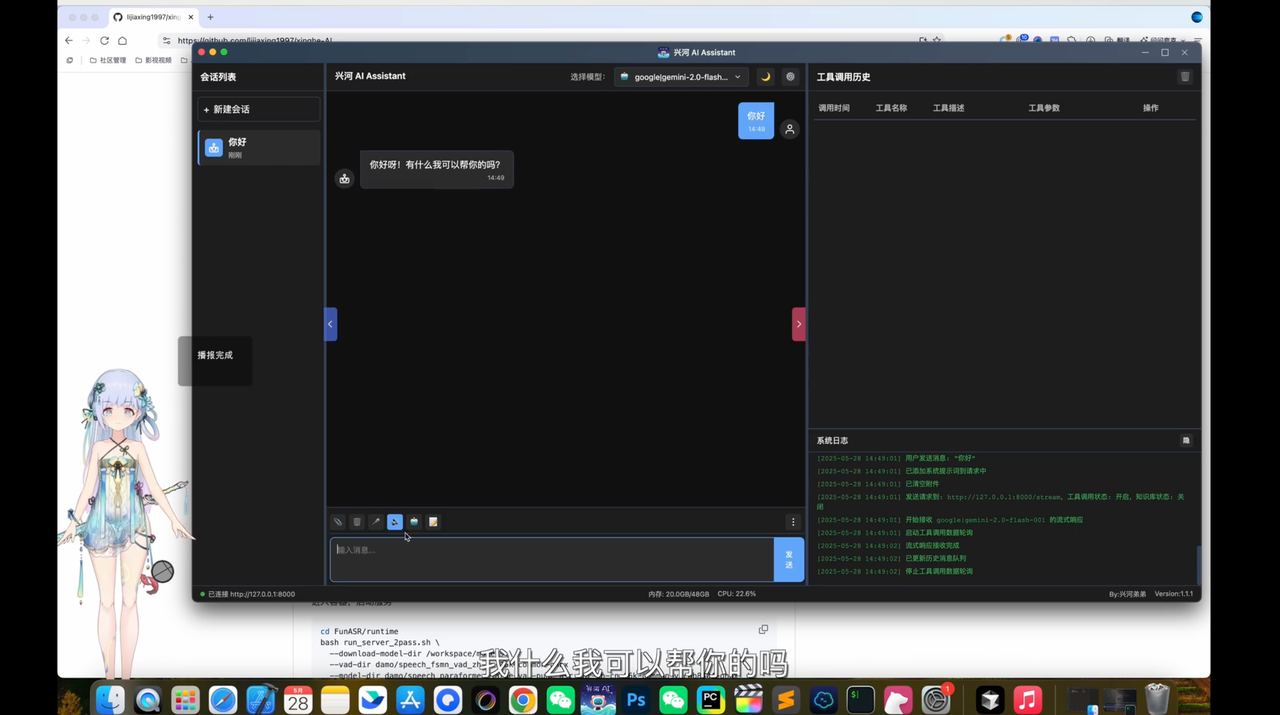 lijiaxing1997/xing
https://github.com/lijiaxing1997/xinghe-AI
社区管理
影视视频
兴河 AI Assistant
会话列表
+ 新建会话
你好
刚刚
兴河 AI Assistant
选择模型:
google|gemini-2.0-flash...
你好
14:49
你好呀！有什么我可以帮你的吗?
14:49
工具调用历史
调用时间
工具名称
工具描述
工具参数
操作
播报完成
系统日志
[2025-05-28 14:49:01] 用户发送消息: "你好"
[2025-05-28 14:49:01] 已添加系统提示词到请求中
[2025-05-28 14:49:01] 已清空附件
[2025-05-28 14:49:01] 发送请求到: http://127.0.0.1:8000/stream, 工具调用状态: 开启, 知识库状态: 关
闭
[2025-05-28 14:49:01] 开始接收 google|gemini-2.0-flash-001 的流式响应
[2025-05-28 14:49:01] 启动工具调用数据轮询
[2025-05-28 14:49:02] 流式响应接收完成
[2025-05-28 14:49:02] 已更新历史消息队列
[2025-05-28 14:49:02] 停止工具调用数据轮询
输入消息...
发送
已连接 http://127.0.0.1:8000
内存: 20.0GB/48GB CPU: 22.6%
By:兴河弟弟 Version:1.1.1
cd FunASR/runtime
bash run_server_2pass.sh \
--download-model-dir /workspace/m
--vad-dir damo/speech_fsmn_vad_zh
--model-dir damo/speech_paraforme
我什么我可以帮你的吗
5月
28
兴河 AI
Ps
PC
1